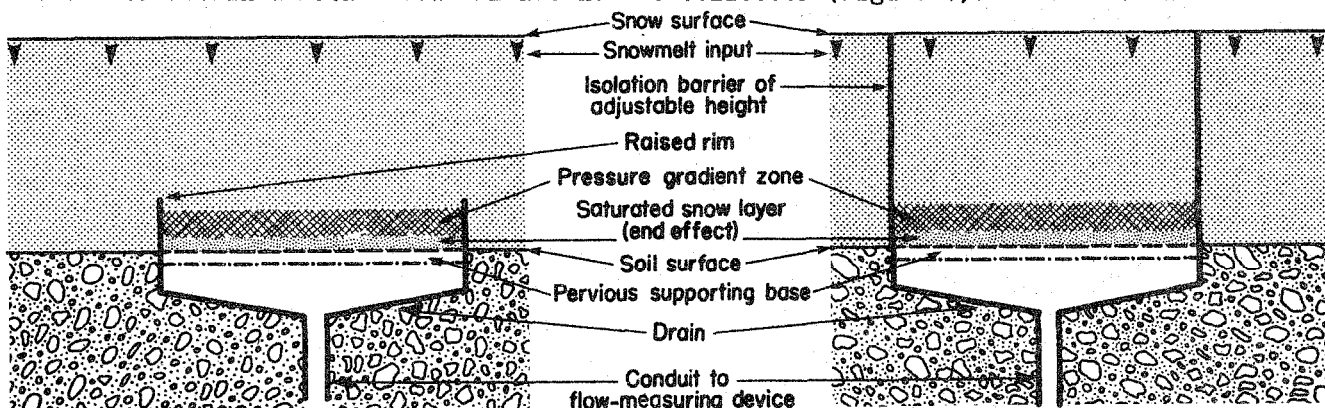 Snow surface
Snowmelt input
Isolation barrier of
adjustable height
Raised rim
Pressure gradient zone
Saturated snow layer
(end effect)
Soil surface
Pervious supporting base
Drain
Conduit to
flow-measuring device